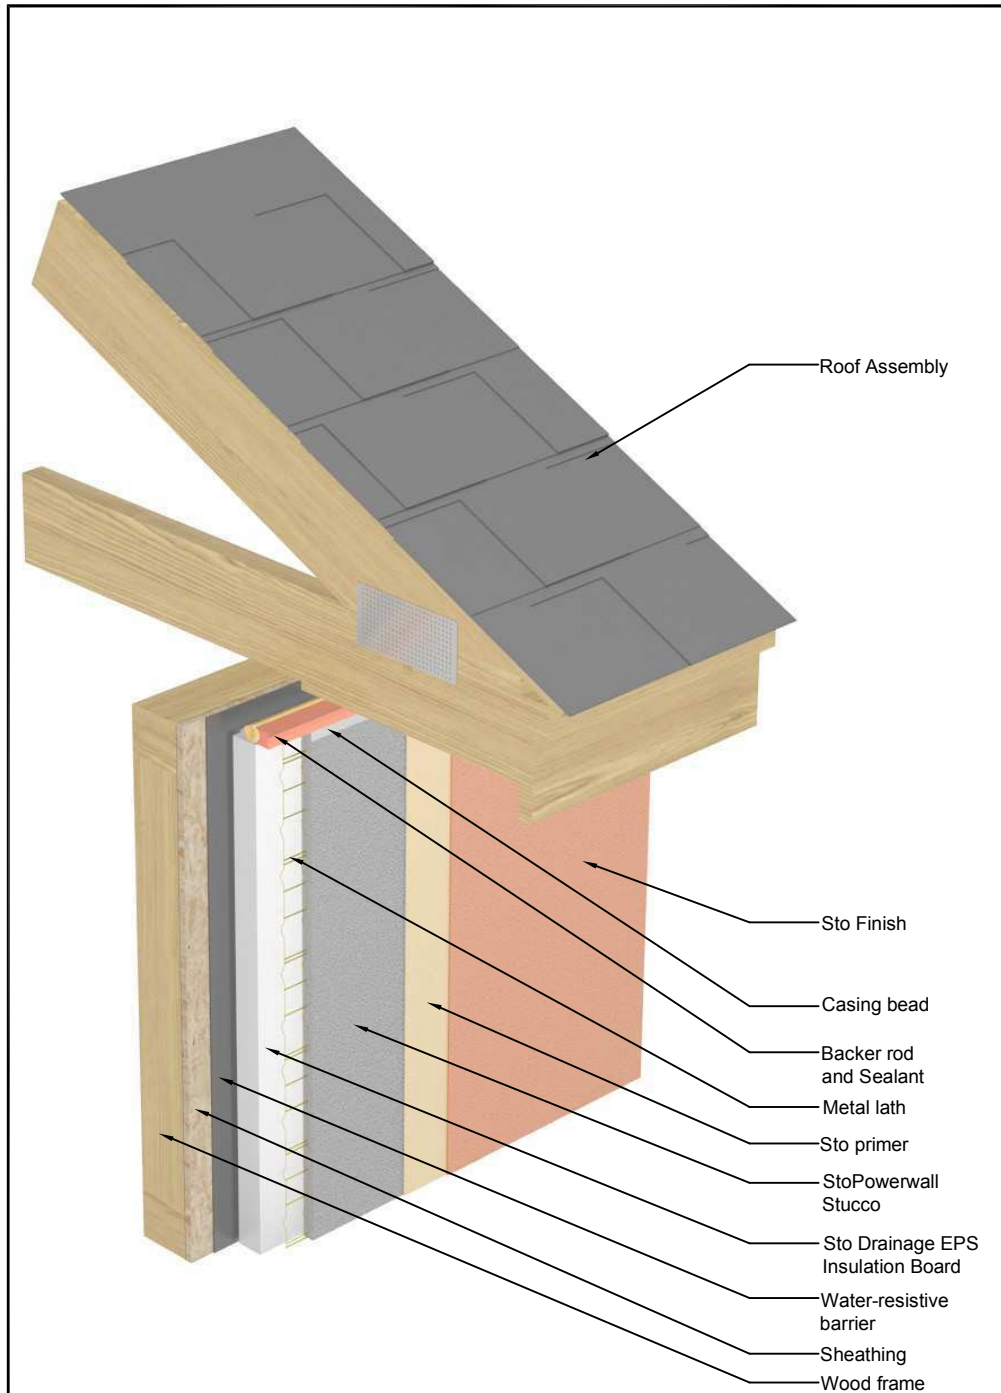 Roof Assembly
Sto Finish
Casing bead
Backer rod
and Sealant
Metal lath
Sto primer
StoPowerwall
Stucco
Sto Drainage EPS
Insulation Board
Water-resistive
barrier
Sheathing
Wood frame